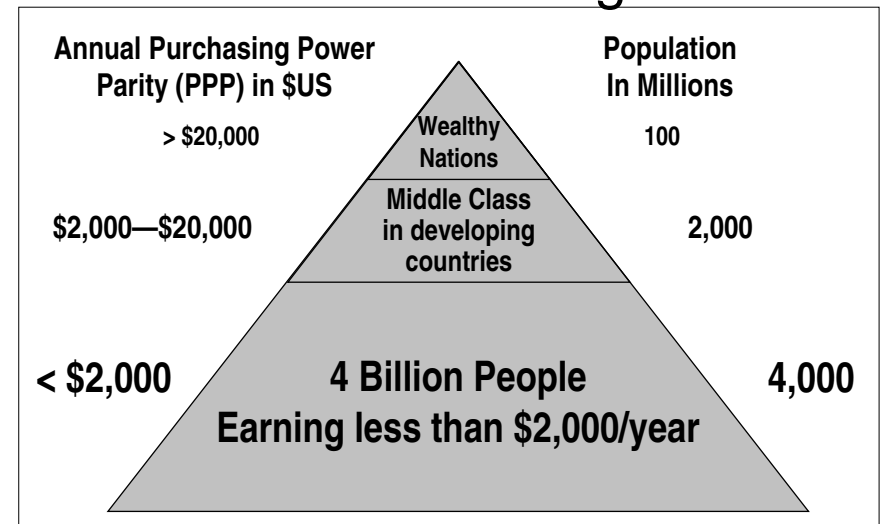 Annual Purchasing Power
Parity (PPP) in $US
Population
In Millions
> $20,000
Wealthy
Nations
100
$2,000—$20,000
Middle Class
in developing
countries
2,000
< $2,000
4 Billion People
Earning less than $2,000/year
4,000